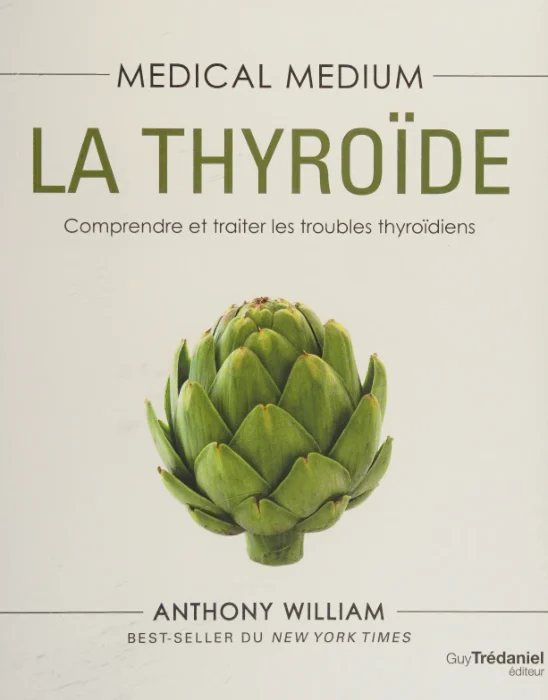 MEDICAL MEDIUM
LA THYROÏDE
Comprendre et traiter les troubles thyroïdiens
ANTHONY WILLIAM
BEST-SELLER DU NEW YORK TIMES
GuyTrédaniel
éditeur